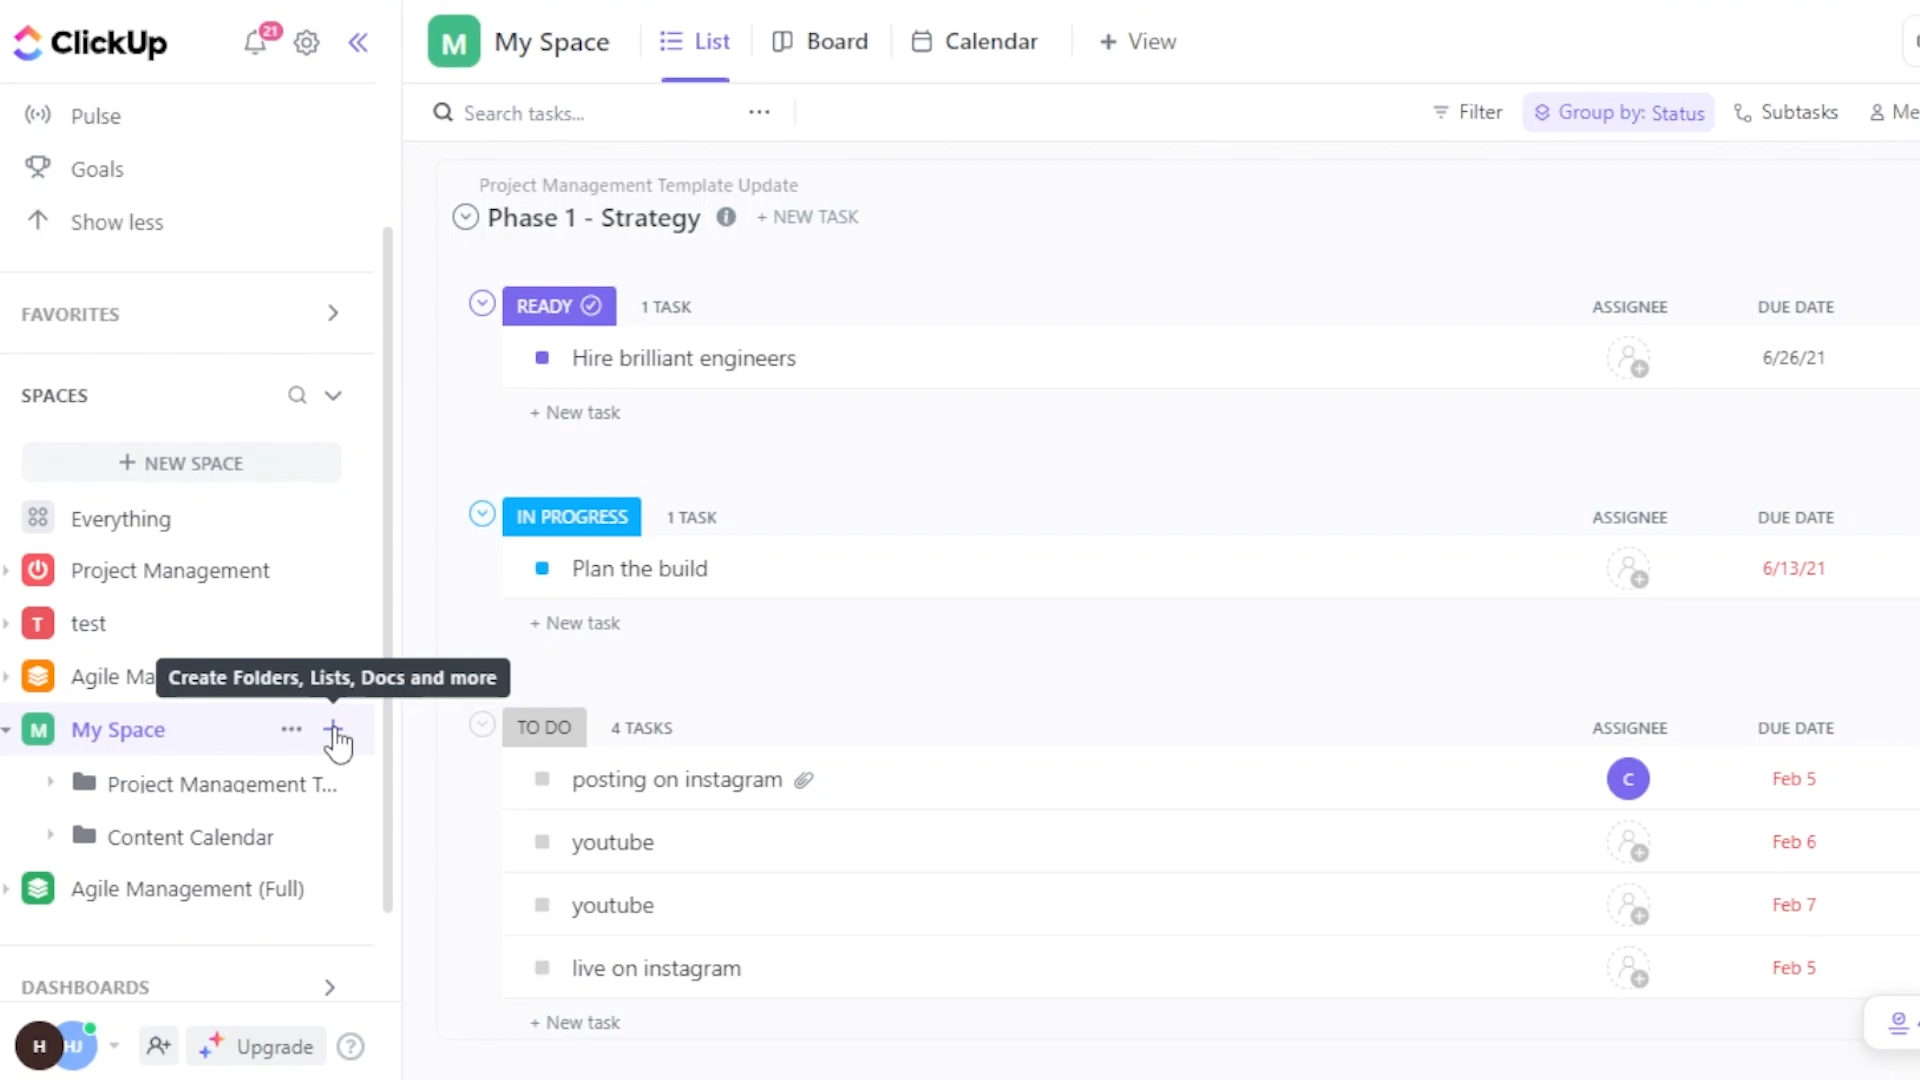 ClickUp
21
Pulse
Goals
Show less
FAVORITES
SPACES
+ NEW SPACE
Everything
Project Management
T
test
Agile Ma
Create Folders, Lists, Docs and more
M
My Space
Project Management T...
Content Calendar
Agile Management (Full)
DASHBOARDS
H
HJ
Upgrade
?
M
My Space
List
Board
Calendar
+ View
Search tasks...
Filter
Group by: Status
Subtasks
Me
Project Management Template Update
Phase 1 - Strategy
+ NEW TASK
READY
1 TASK
ASSIGNEE
DUE DATE
Hire brilliant engineers
6/26/21
+ New task
IN PROGRESS
1 TASK
ASSIGNEE
DUE DATE
Plan the build
6/13/21
+ New task
TO DO
4 TASKS
ASSIGNEE
DUE DATE
posting on instagram
C
Feb 5
youtube
Feb 6
youtube
Feb 7
live on instagram
Feb 5
+ New task